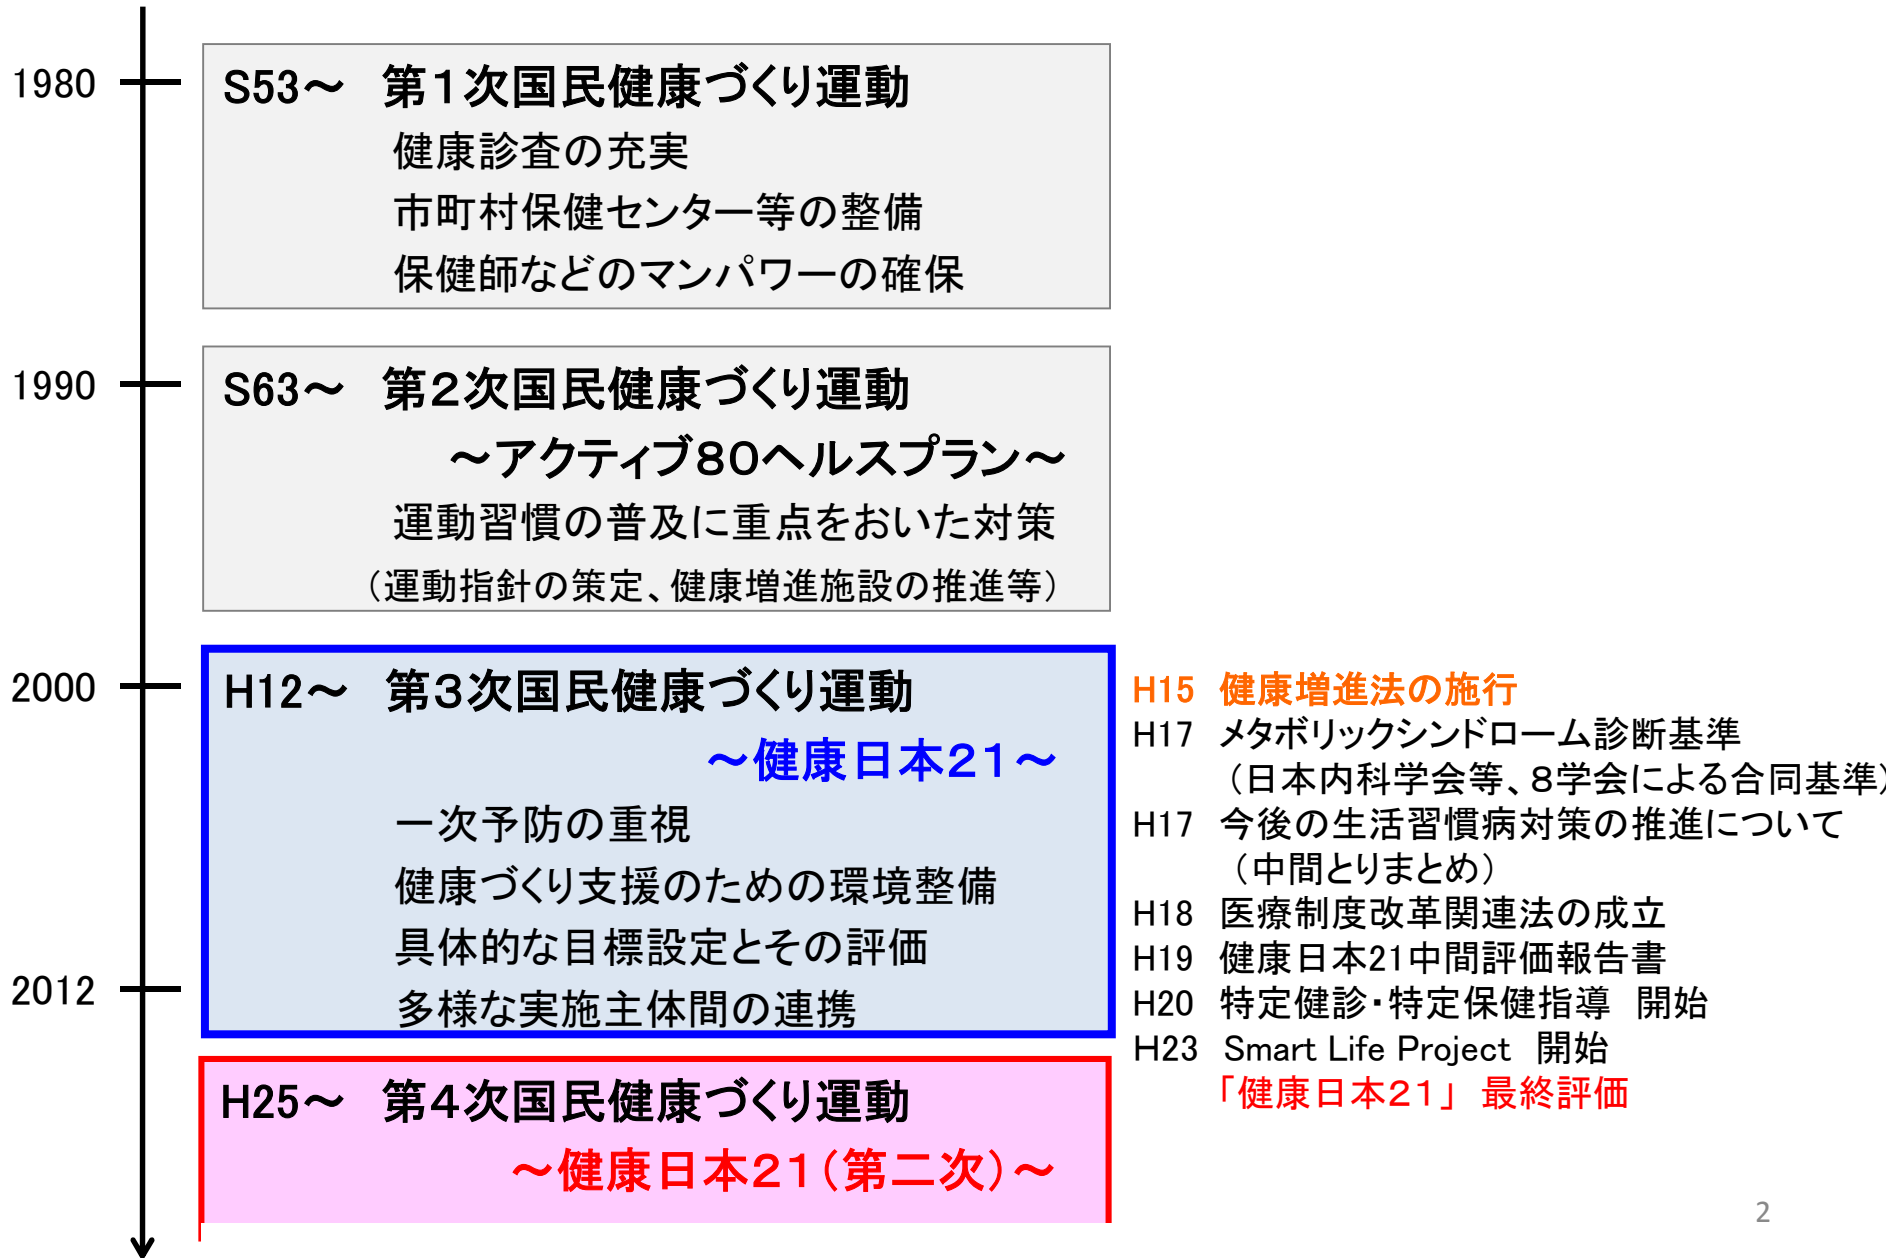 1980
S53～ 第１次国民健康づくり運動
健康診査の充実
市町村保健センター等の整備
保健師などのマンパワーの確保
1990
S63～ 第２次国民健康づくり運動
～アクティブ８０ヘルスプラン～
運動習慣の普及に重点をおいた対策
（運動指針の策定、健康増進施設の推進等）
2000
H12～ 第３次国民健康づくり運動
～健康日本２１～
一次予防の重視
健康づくり支援のための環境整備
具体的な目標設定とその評価
2012
多様な実施主体間の連携
H15 健康増進法の施行
H17 メタボリックシンドローム診断基準
（日本内科学会等、８学会による合同基準）
H17 今後の生活習慣病対策の推進について
（中間とりまとめ）
H18 医療制度改革関連法の成立
H19 健康日本21中間評価報告書
H20 特定健診・特定保健指導 開始
H23 Smart Life Project 開始
「健康日本２１」 最終評価
H25～ 第４次国民健康づくり運動
～健康日本２１（第二次）～
2